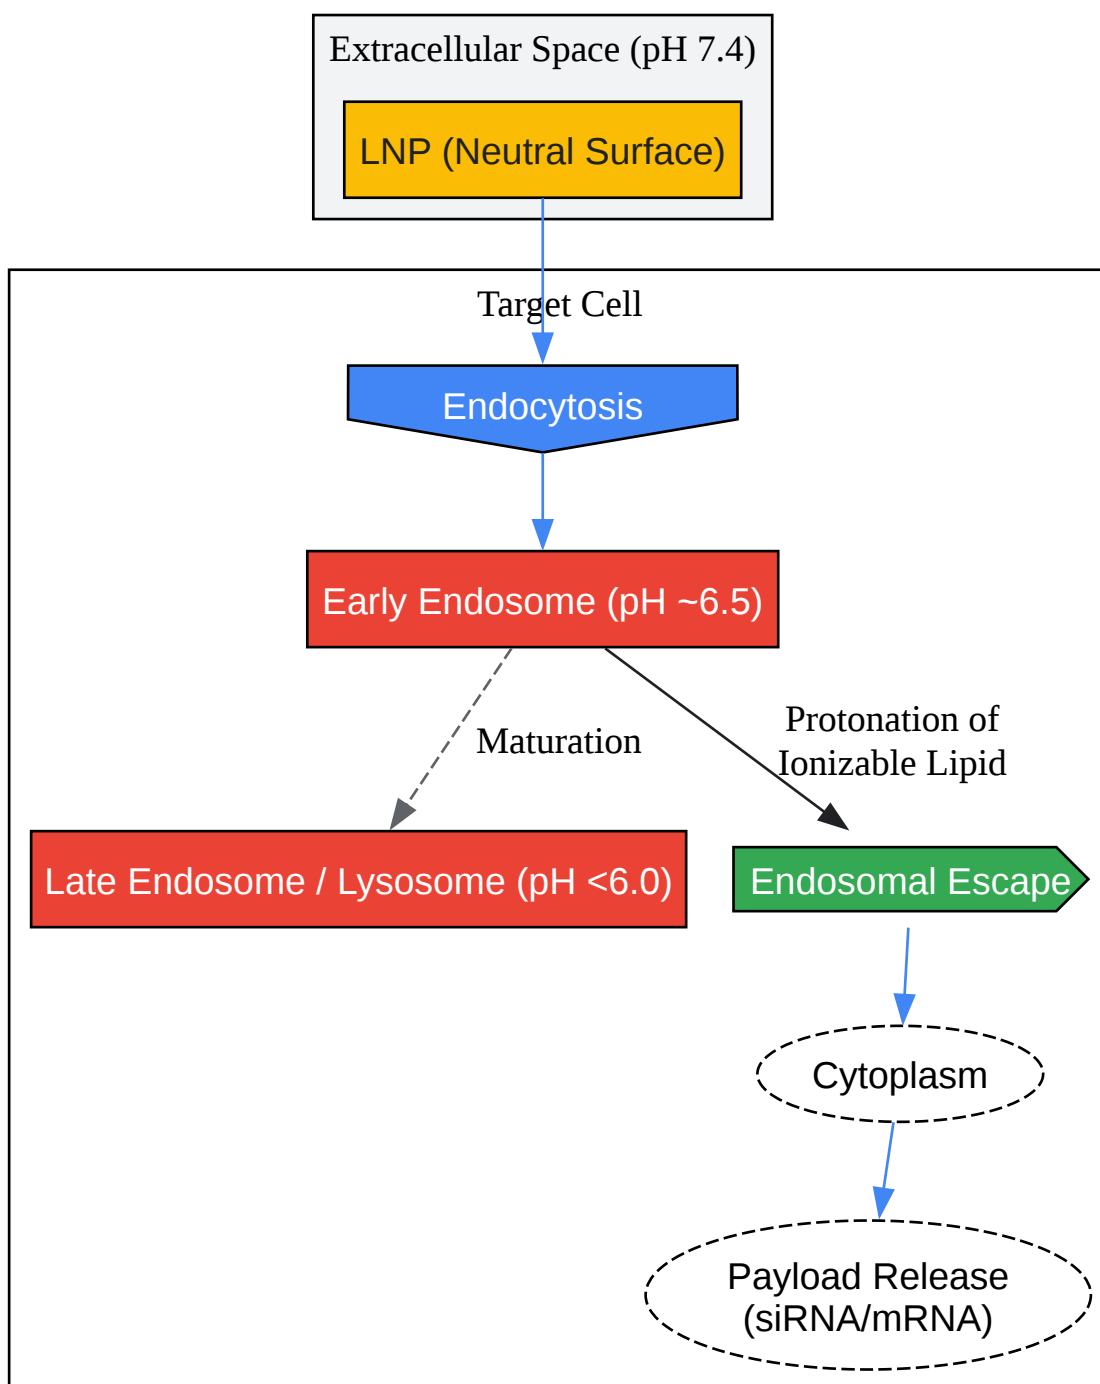 Extracellular Space (pH 7.4)
LNP (Neutral Surface)
Target Cell
Endocytosis
Early Endosome (pH ~6.5)
Maturation
Protonation of
Ionizable Lipid
Late Endosome / Lysosome (pH <6.0)
Endosomal Escape
Cytoplasm
Payload Release
(siRNA/mRNA)